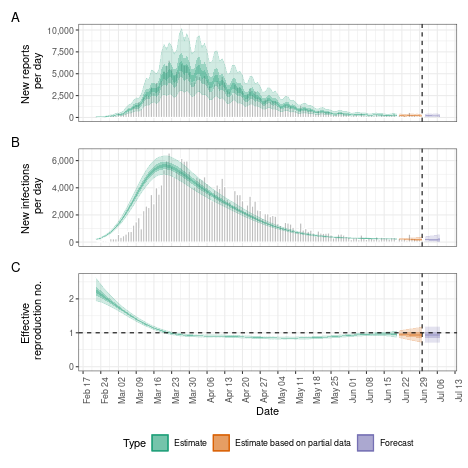 A
New reports
per day
10,000
7,500
5,000
2,500
0
B
New infections
per day
6,000
4,000
2,000
0
C
Effective
reproduction no.
2
1
0
Feb 17
Feb 24
Mar 02
Mar 09
Mar 16
Mar 23
Mar 30
Apr 06
Apr 13
Apr 20
Apr 27
May 04
May 11
May 18
May 25
Jun 01
Jun 08
Jun 15
Jun 22
Jun 29
Jul 06
Jul 13
Date
Type Estimate Estimate based on partial data Forecast